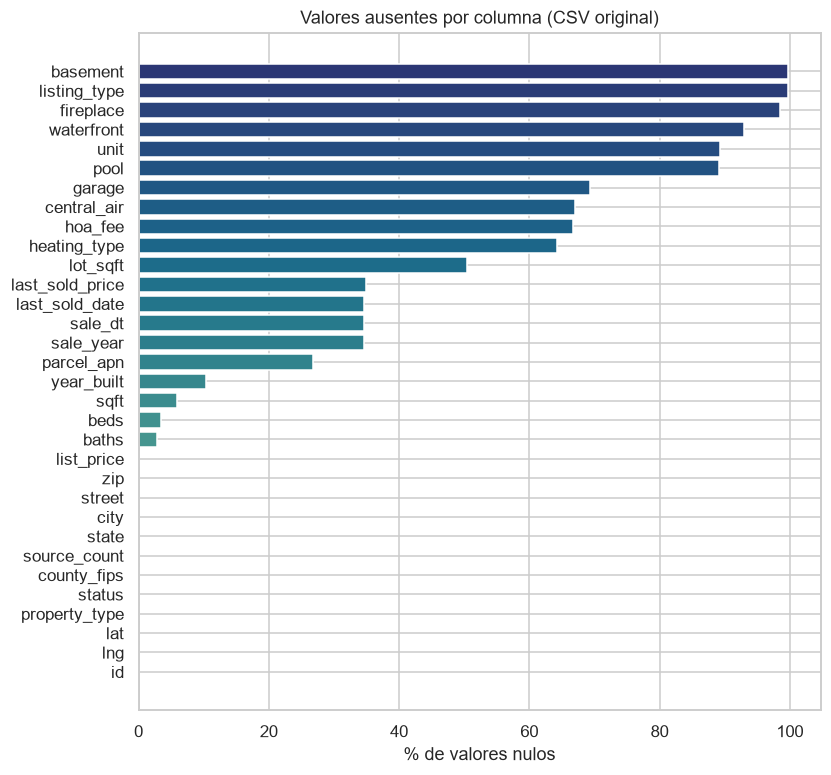 Valores ausentes por columna (CSV original)
basement
listing_type
fireplace
waterfront
unit
pool
garage
central_air
hoa_fee
heating_type
lot_sqft
last_sold_price
last_sold_date
sale_dt
sale_year
parcel_apn
year_built
sqft
beds
baths
list_price
zip
street
city
state
source_count
county_fips
status
property_type
lat
lng
id
0 20 40 60 80 100
% de valores nulos